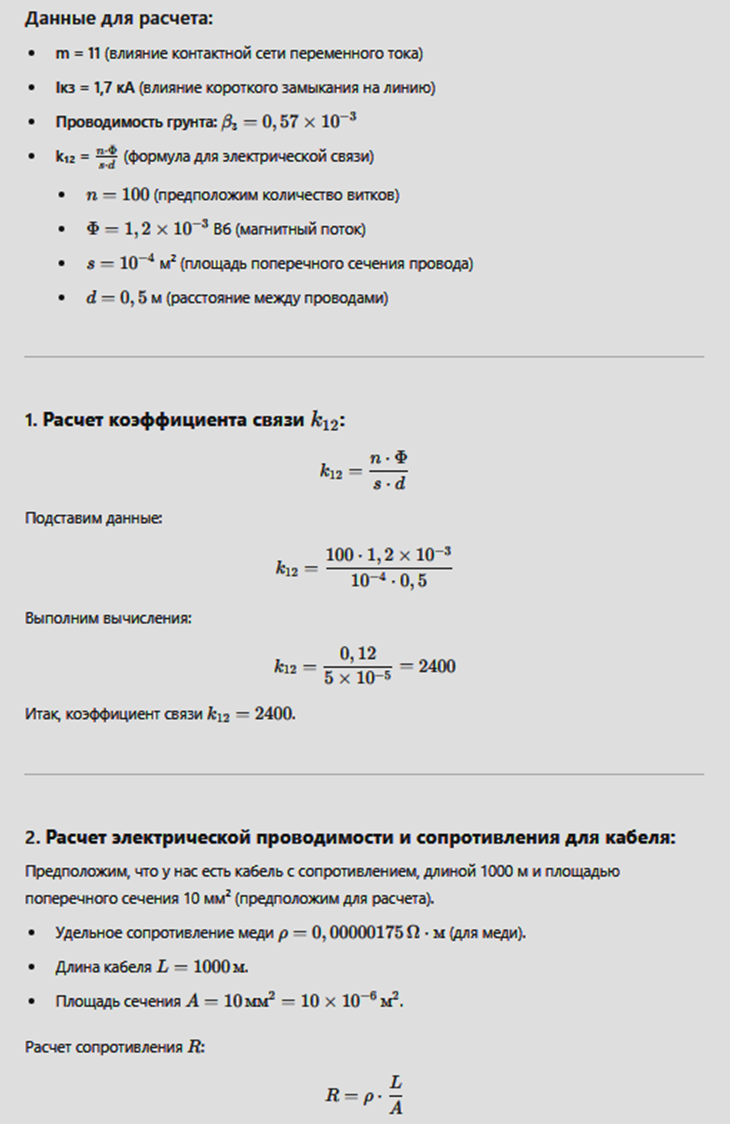 Данные для расчета:
• m = 11 (влияние контактной сети переменного тока)
• Iкз = 1,7 кА (влияние короткого замыкания на линию)
• Проводимость грунта: β₂ = 0,57 × 10⁻³
• k₁₂ = n·Φ / s·d (формула для электрической связи)
• n = 100 (предположим количество витков)
• Φ = 1,2 × 10⁻³ В6 (магнитный поток)
• s = 10⁻⁴ м² (площадь поперечного сечения провода)
• d = 0,5 м (расстояние между проводами)
1. Расчет коэффициента связи k₁₂:
k₁₂ = n · Φ / s · d
Подставим данные:
k₁₂ = 100 · 1,2 × 10⁻³ / 10⁻⁴ · 0,5
Выполним вычисления:
k₁₂ = 0,12 / 5 × 10⁻⁵ = 2400
Итак, коэффициент связи k₁₂ = 2400.
2. Расчет электрической проводимости и сопротивления для кабеля:
Предположим, что у нас есть кабель с сопротивлением, длиной 1000 м и площадью
поперечного сечения 10 мм² (предположим для расчета).
• Удельное сопротивление меди ρ = 0,00000175 Ω · м (для меди).
• Длина кабеля L = 1000 м.
• Площадь сечения A = 10 мм² = 10 × 10⁻⁶ м².
Расчет сопротивления R:
R = ρ · L / A